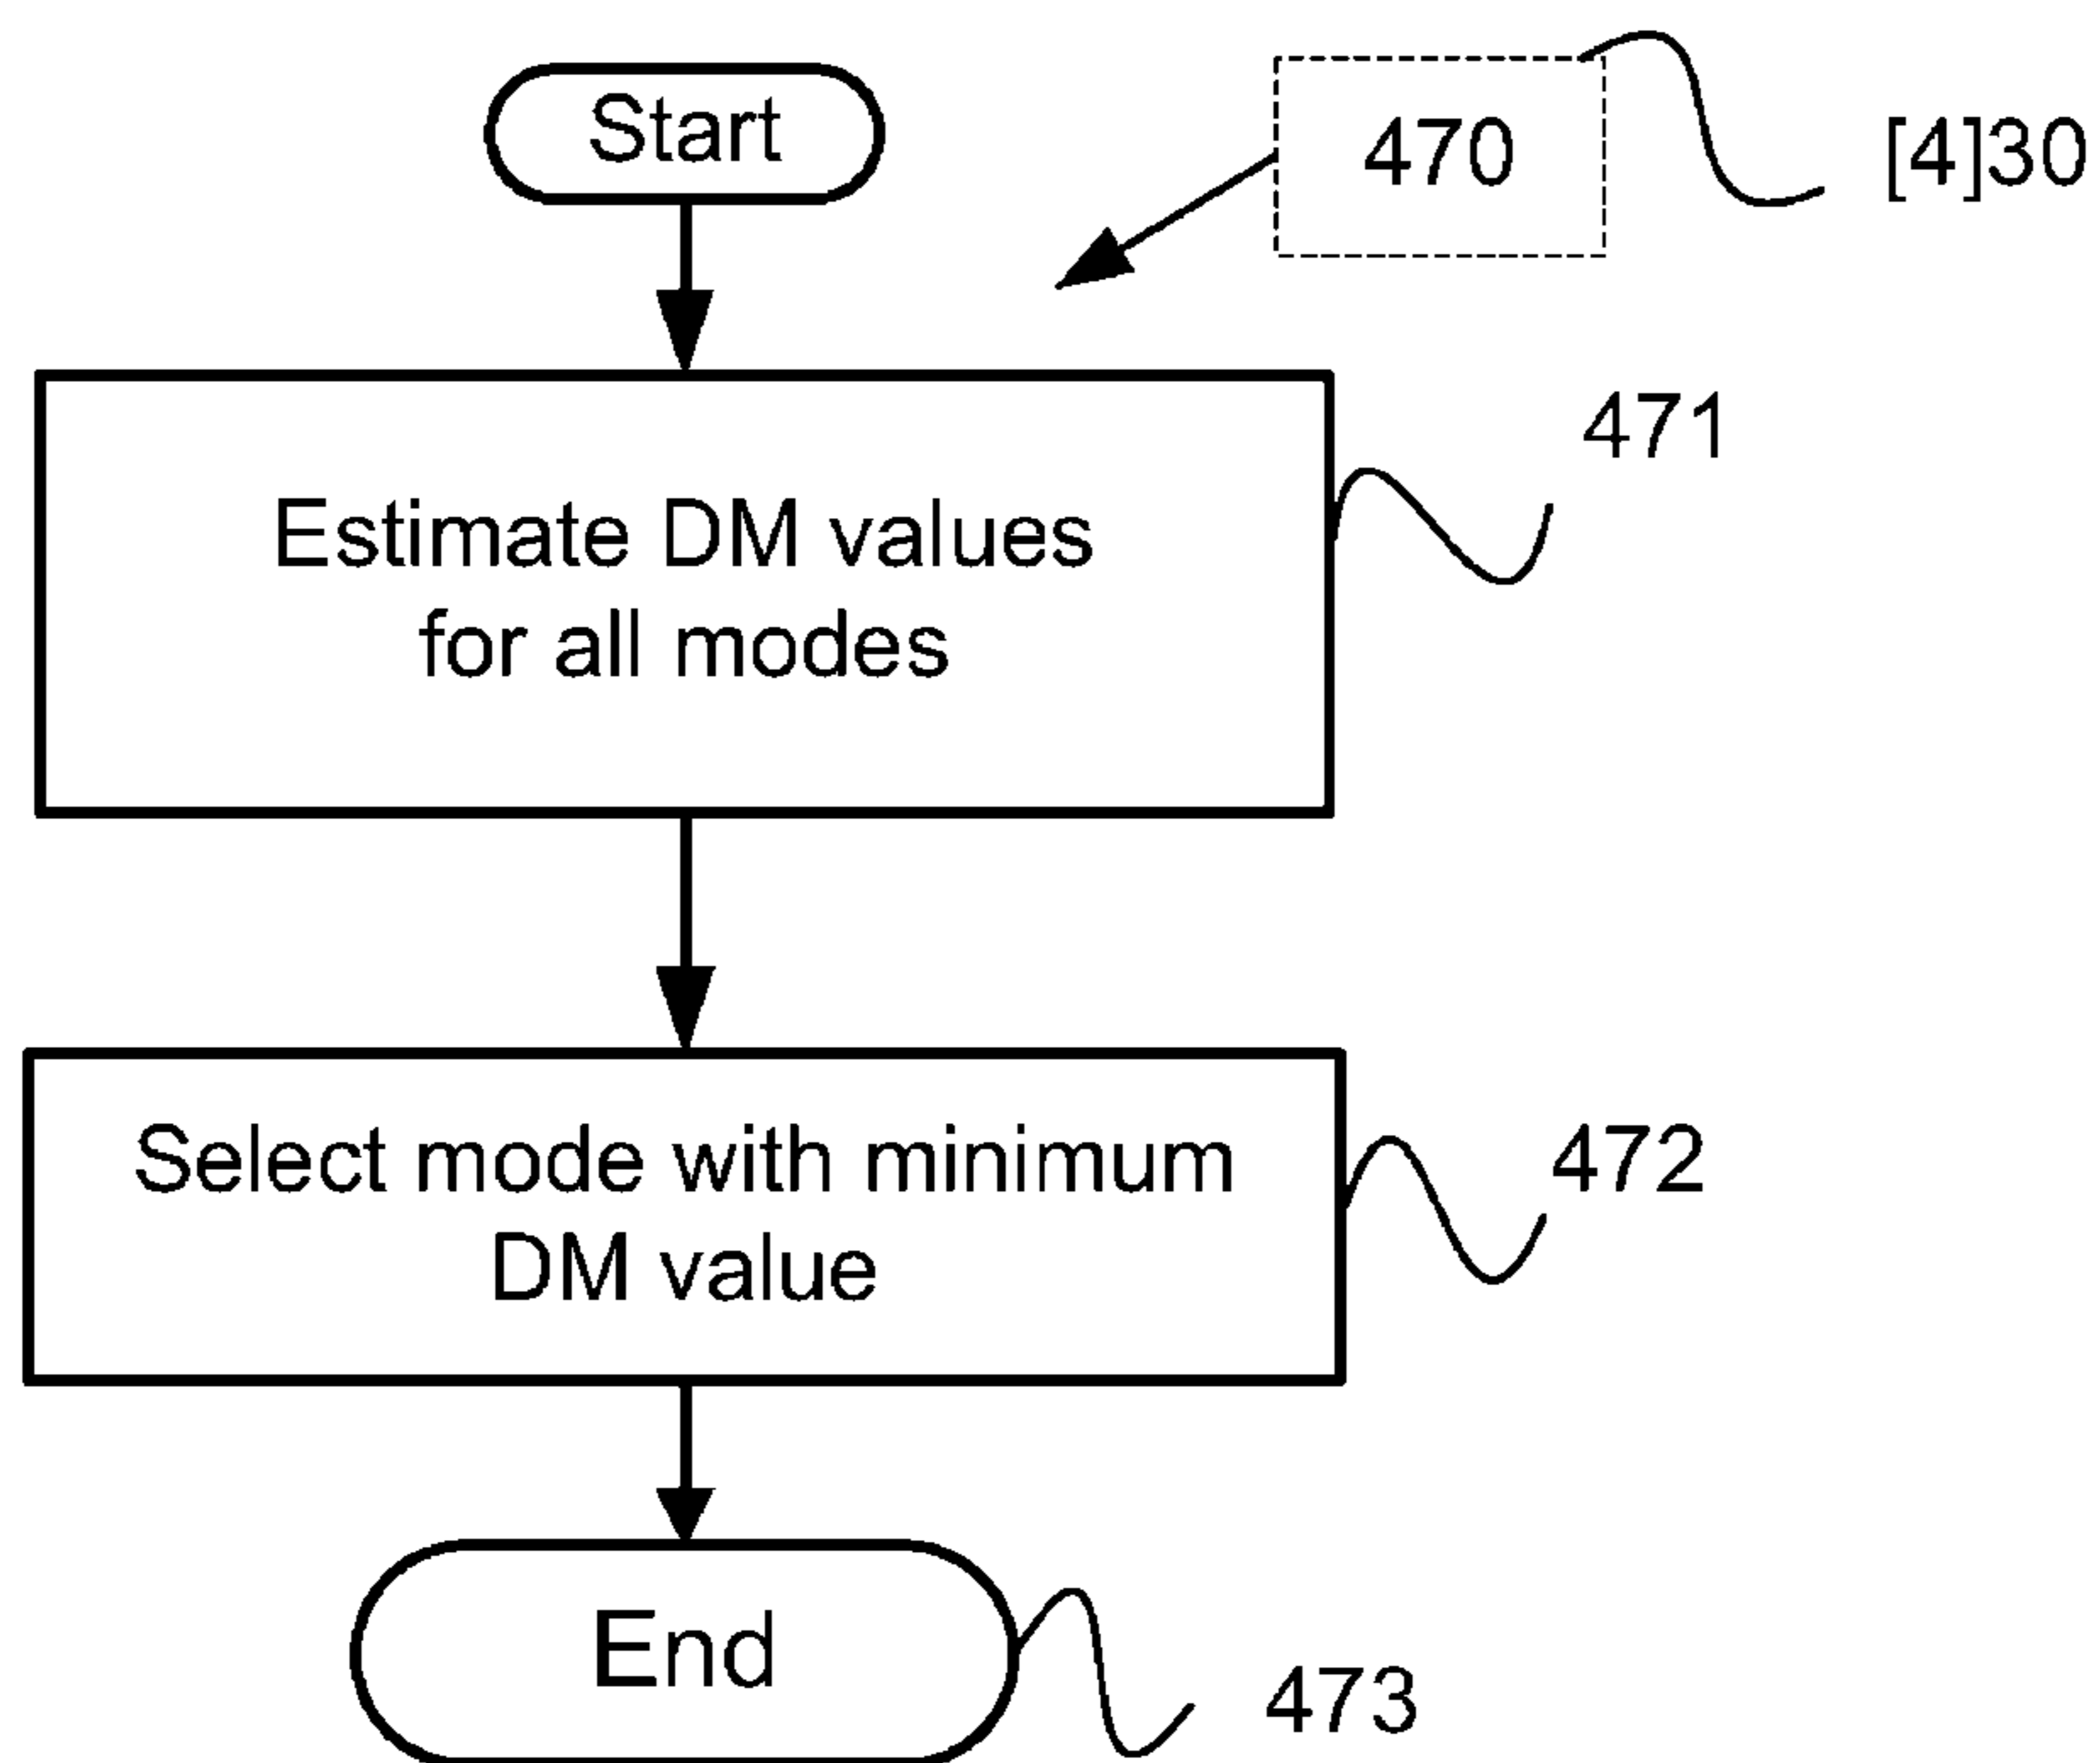 Start
470
[4]30
471
Estimate DM values
for all modes
Select mode with minimum
DM value
472
End
473